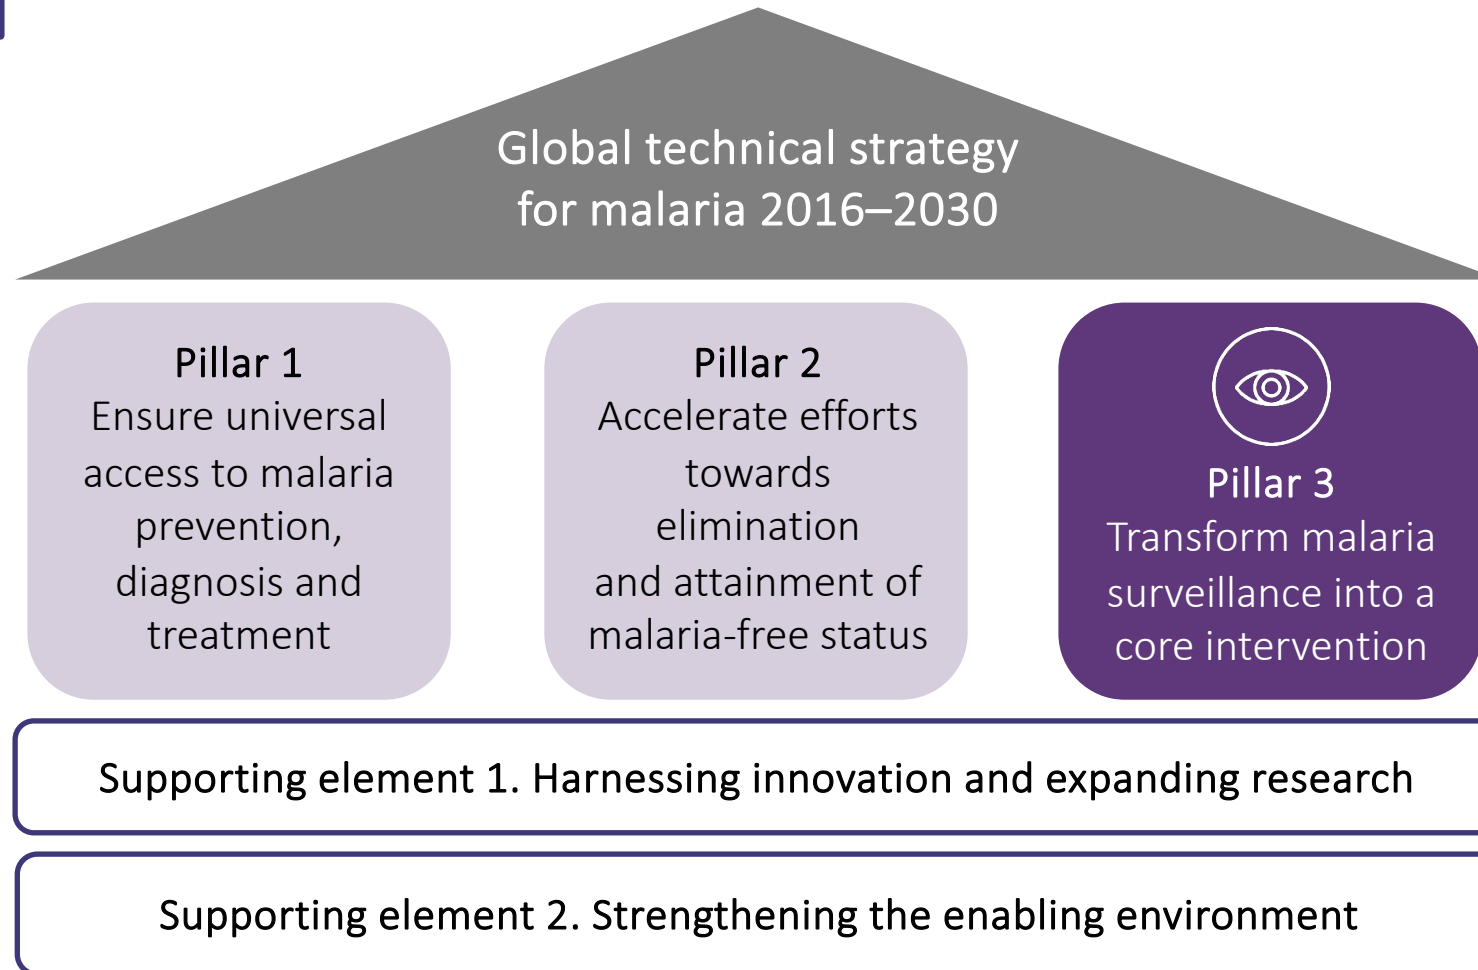 Global technical strategy
for malaria 2016–2030
Pillar 1
Ensure universal
access to malaria
prevention,
diagnosis and
treatment
Pillar 2
Accelerate efforts
towards
elimination
and attainment of
malaria-free status
Pillar 3
Transform malaria
surveillance into a
core intervention
Supporting element 1. Harnessing innovation and expanding research
Supporting element 2. Strengthening the enabling environment